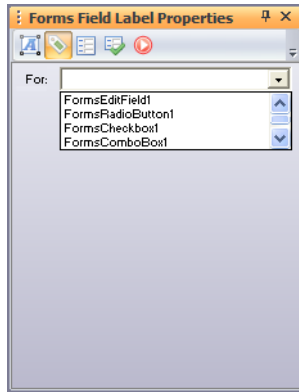 Forms Field Label Properties
For:
FormsEditField1
FormsRadioButton1
FormsCheckbox1
FormsComboBox1